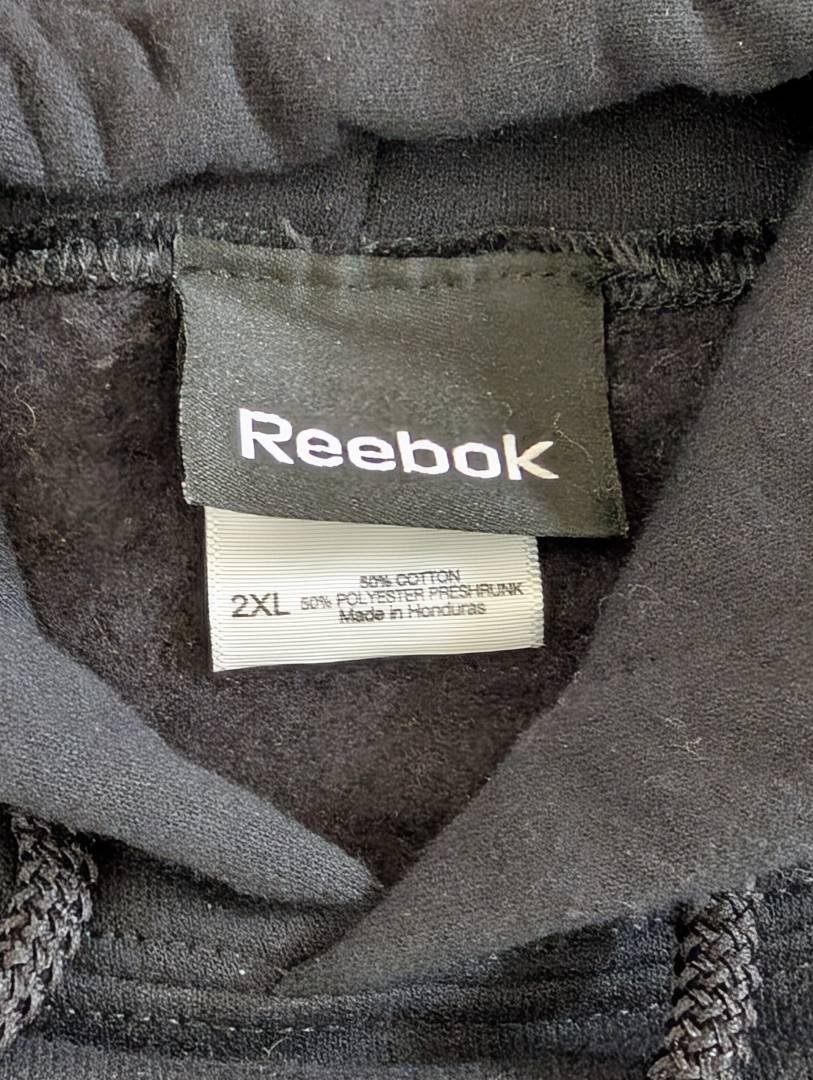 Reebok
2XL
50% COTTON
50% POLYESTER PRESHRUNK
Made in Honduras